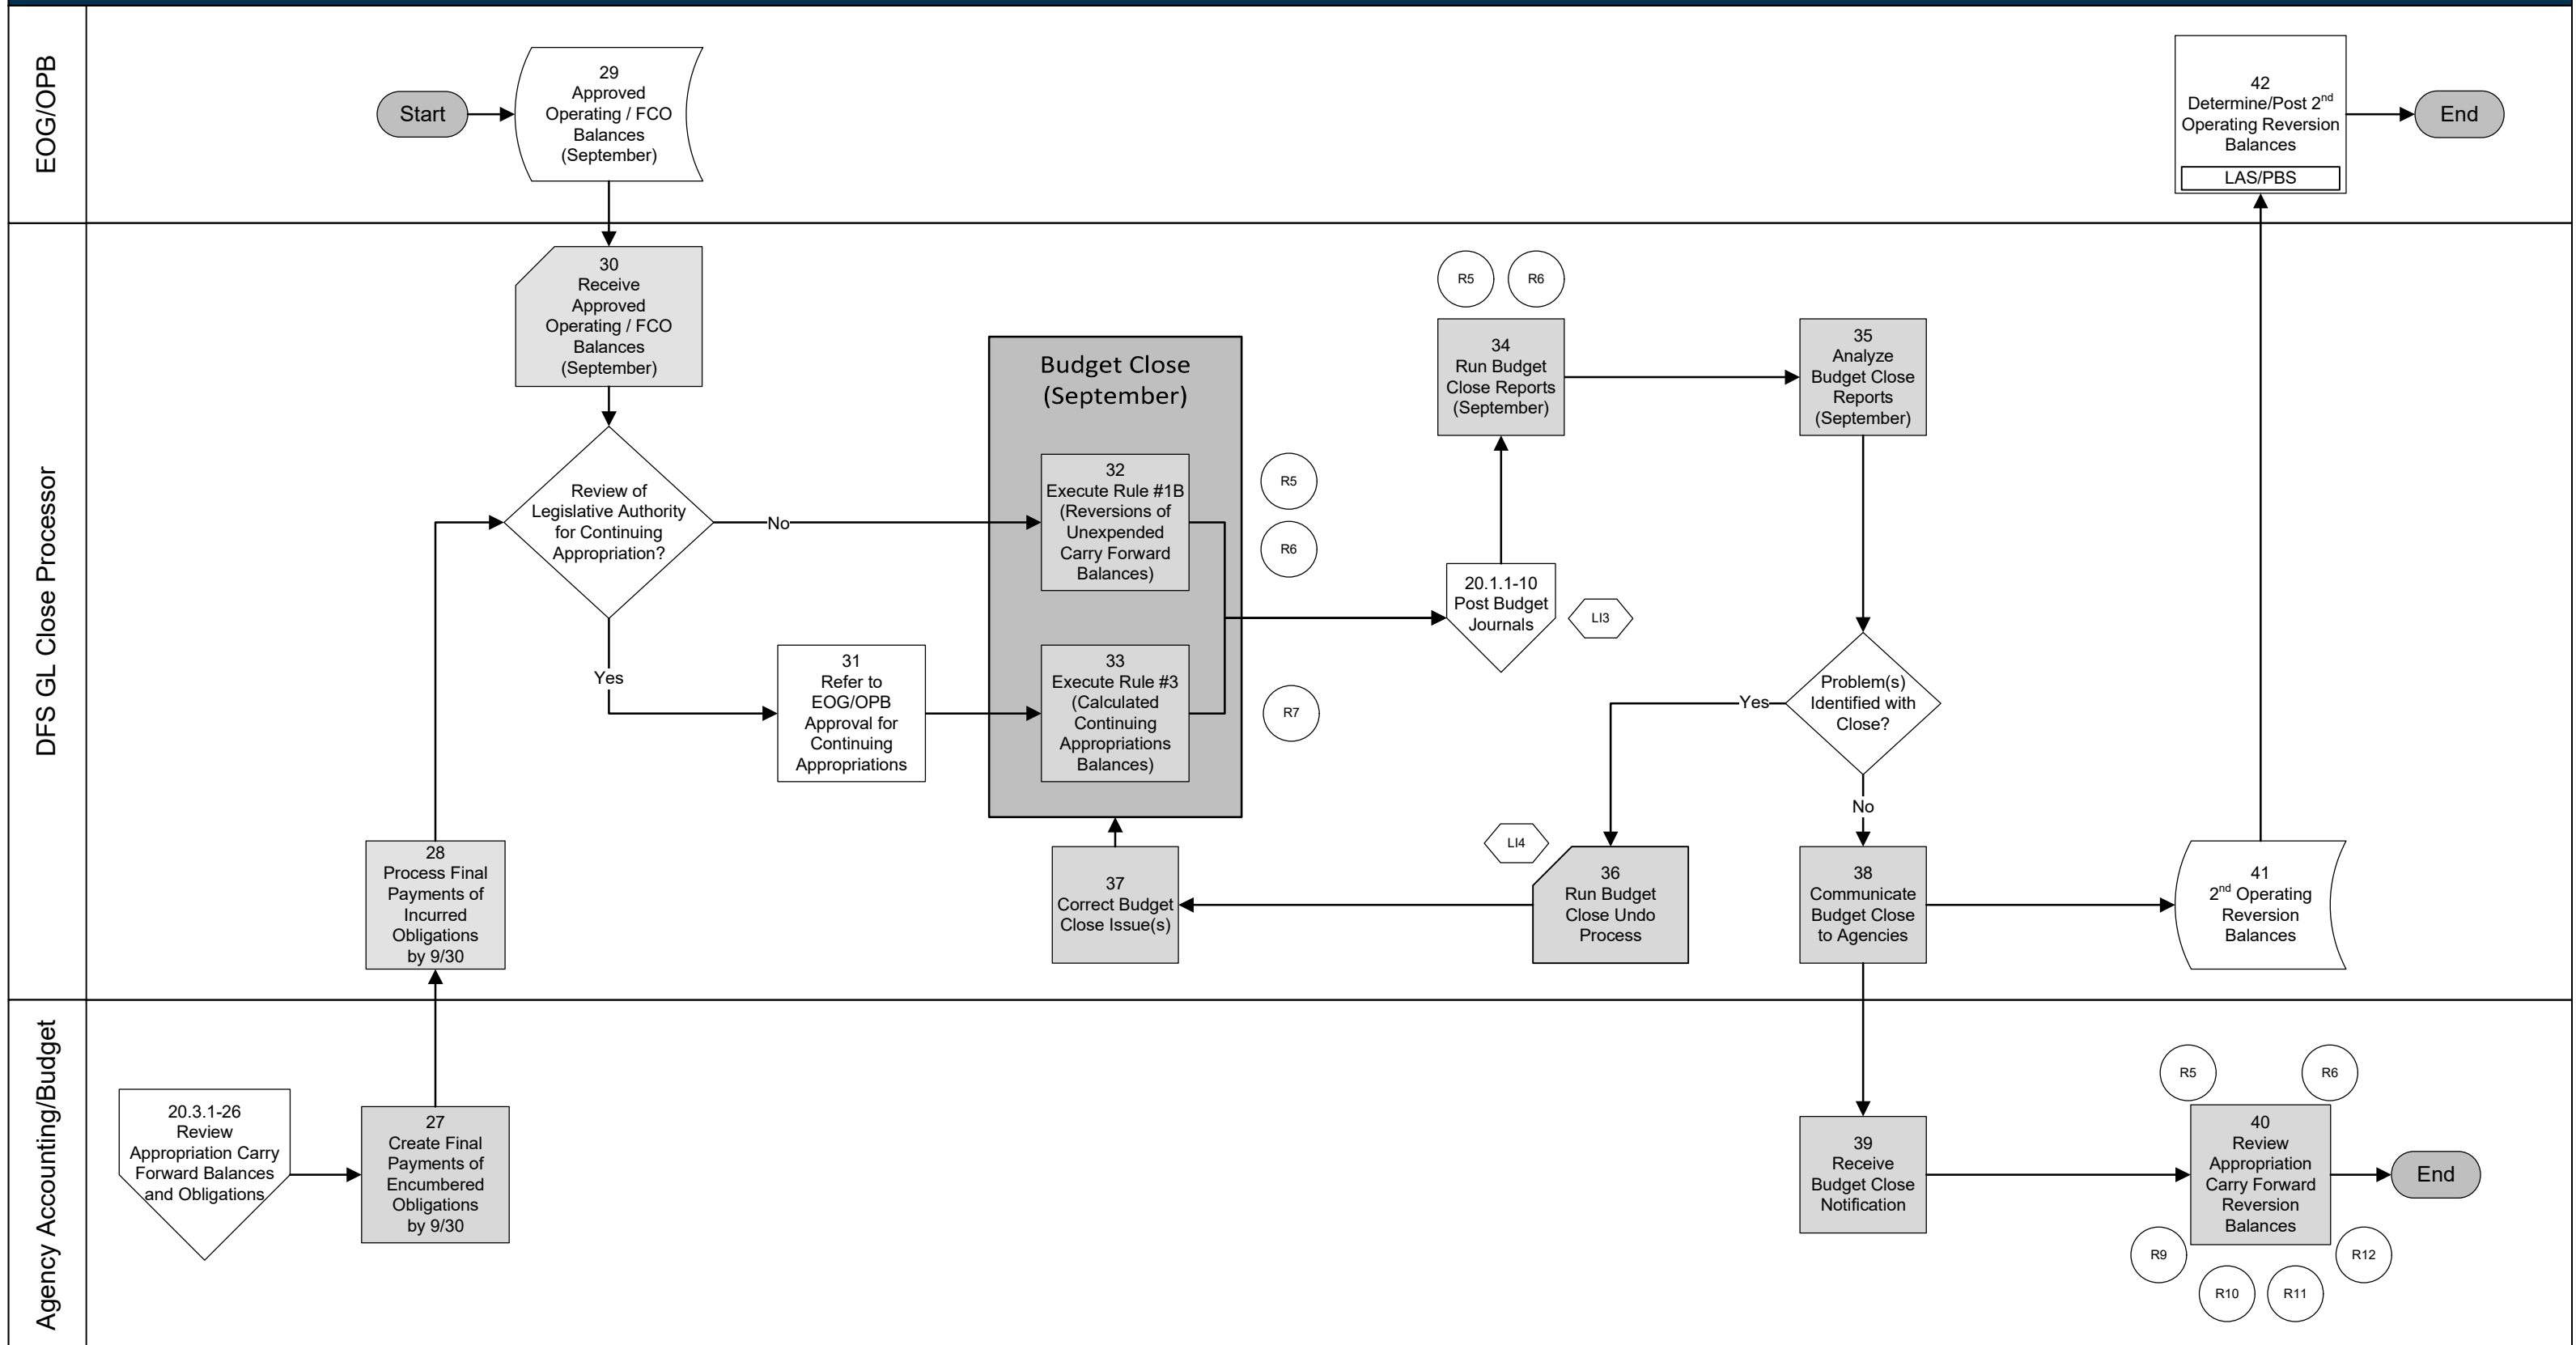 EOG/OPB
Start
29
Approved
Operating / FCO
Balances
(September)
42
Determine/Post 2nd
Operating Reversion
Balances
LAS/PBS
End
DFS GL Close Processor
30
Receive
Approved
Operating / FCO
Balances
(September)
Review of
Legislative Authority
for Continuing
Appropriation?
No
Yes
31
Refer to
EOG/OPB
Approval for
Continuing
Appropriations
Budget Close
(September)
32
Execute Rule #1B
(Reversions of
Unexpended
Carry Forward
Balances)
R5
R6
33
Execute Rule #3
(Calculated
Continuing
Appropriations
Balances)
R7
R5
R6
34
Run Budget
Close Reports
(September)
20.1.1-10
Post Budget
Journals
LI3
35
Analyze
Budget Close
Reports
(September)
Problem(s)
Identified with
Close?
Yes
No
28
Process Final
Payments of
Incurred
Obligations
by 9/30
37
Correct Budget
Close Issue(s)
LI4
36
Run Budget
Close Undo
Process
38
Communicate
Budget Close
to Agencies
41
2nd Operating
Reversion
Balances
Agency Accounting/Budget
20.3.1-26
Review
Appropriation Carry
Forward Balances
and Obligations
27
Create Final
Payments of
Encumbered
Obligations
by 9/30
39
Receive
Budget Close
Notification
R5
R6
40
Review
Appropriation
Carry Forward
Reversion
Balances
End
R9
R10
R11
R12